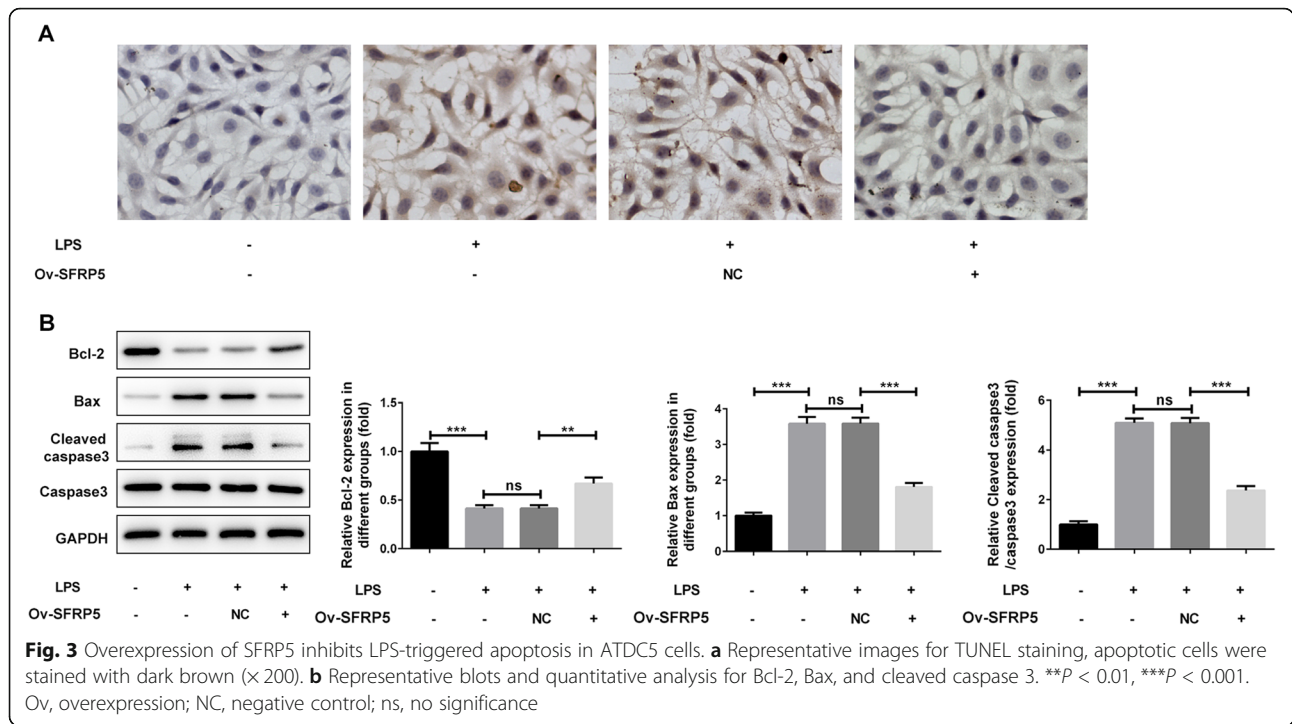 A
LPS - + + +
Ov-SFRP5 - - NC +
B
Bcl-2
Bax
Cleaved
caspase3
Caspase3
GAPDH
LPS - + + +
Ov-SFRP5 - - NC +
Relative Bcl-2 expression in
different groups (fold)
1.5
1.0
0.5
0.0
***
ns
**
LPS - + + +
Ov-SFRP5 - - NC +
Relative Bax expression in
different groups (fold)
4
2
0
***
ns
***
LPS - + + +
Ov-SFRP5 - - NC +
Relative Cleaved casapse3
/caspase3 expression (fold)
6
4
2
0
***
ns
***
LPS - + + +
Ov-SFRP5 - - NC +
Fig. 3 Overexpression of SFRP5 inhibits LPS-triggered apoptosis in ATDC5 cells. a Representative images for TUNEL staining, apoptotic cells were
stained with dark brown (× 200). b Representative blots and quantitative analysis for Bcl-2, Bax, and cleaved caspase 3. **P < 0.01, ***P < 0.001.
Ov, overexpression; NC, negative control; ns, no significance